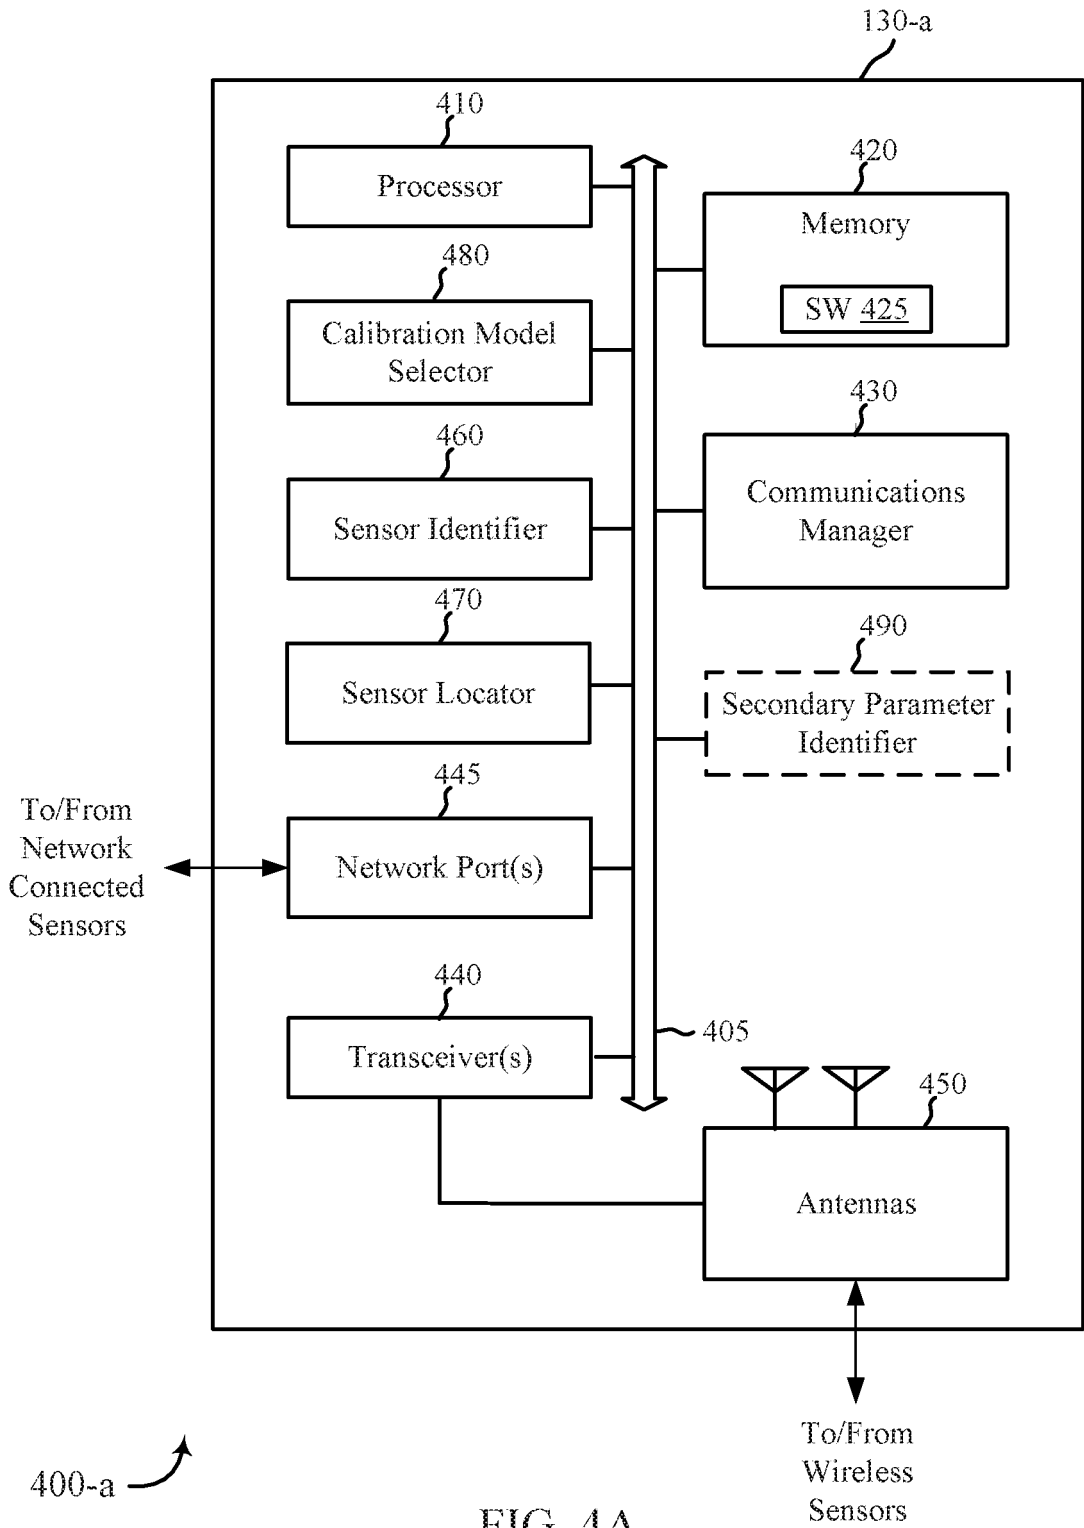 130-a
410
Processor
420
Memory
SW 425
480
Calibration Model
Selector
430
Communications
Manager
460
Sensor Identifier
470
Sensor Locator
490
Secondary Parameter
Identifier
445
Network Port(s)
To/From
Network
Connected
Sensors
440
Transceiver(s)
405
450
Antennas
To/From
Wireless
Sensors
400-a
FIG. 4A